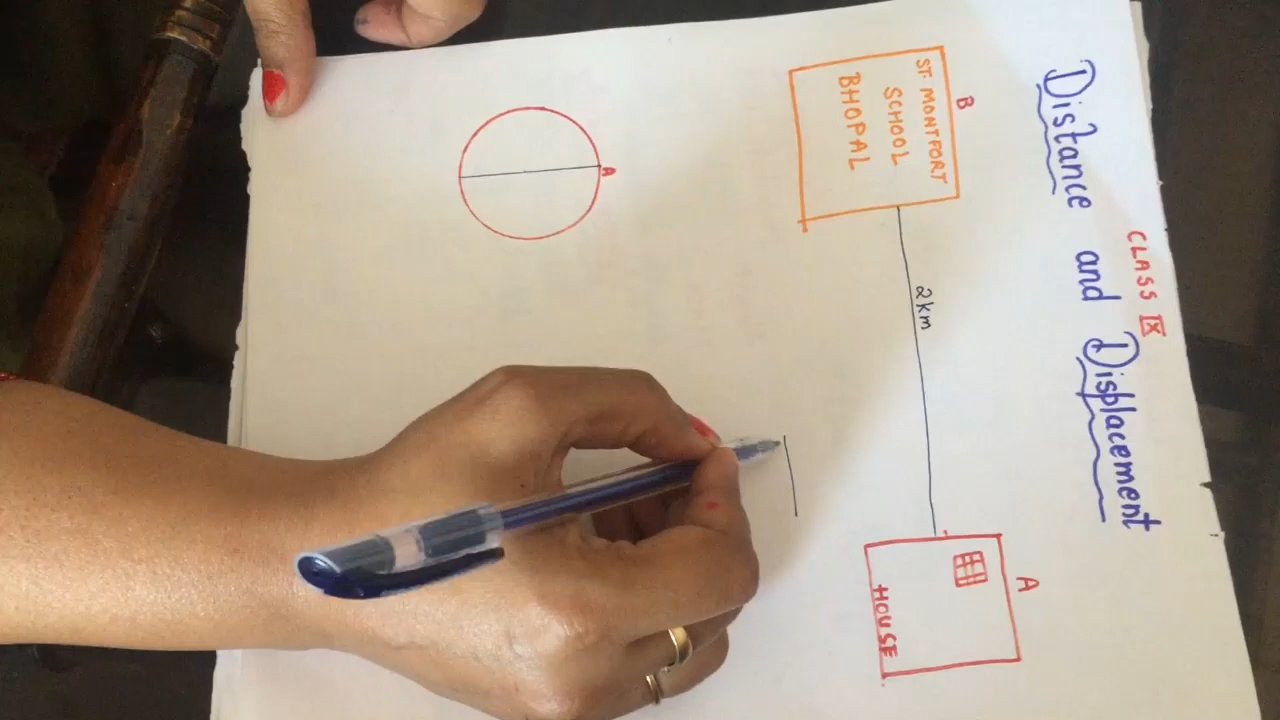 CLASS IX
Distance and Displacement
B
A
ST. MONTFORT
SCHOOL
BHOPAL
2km
HOUSE
A